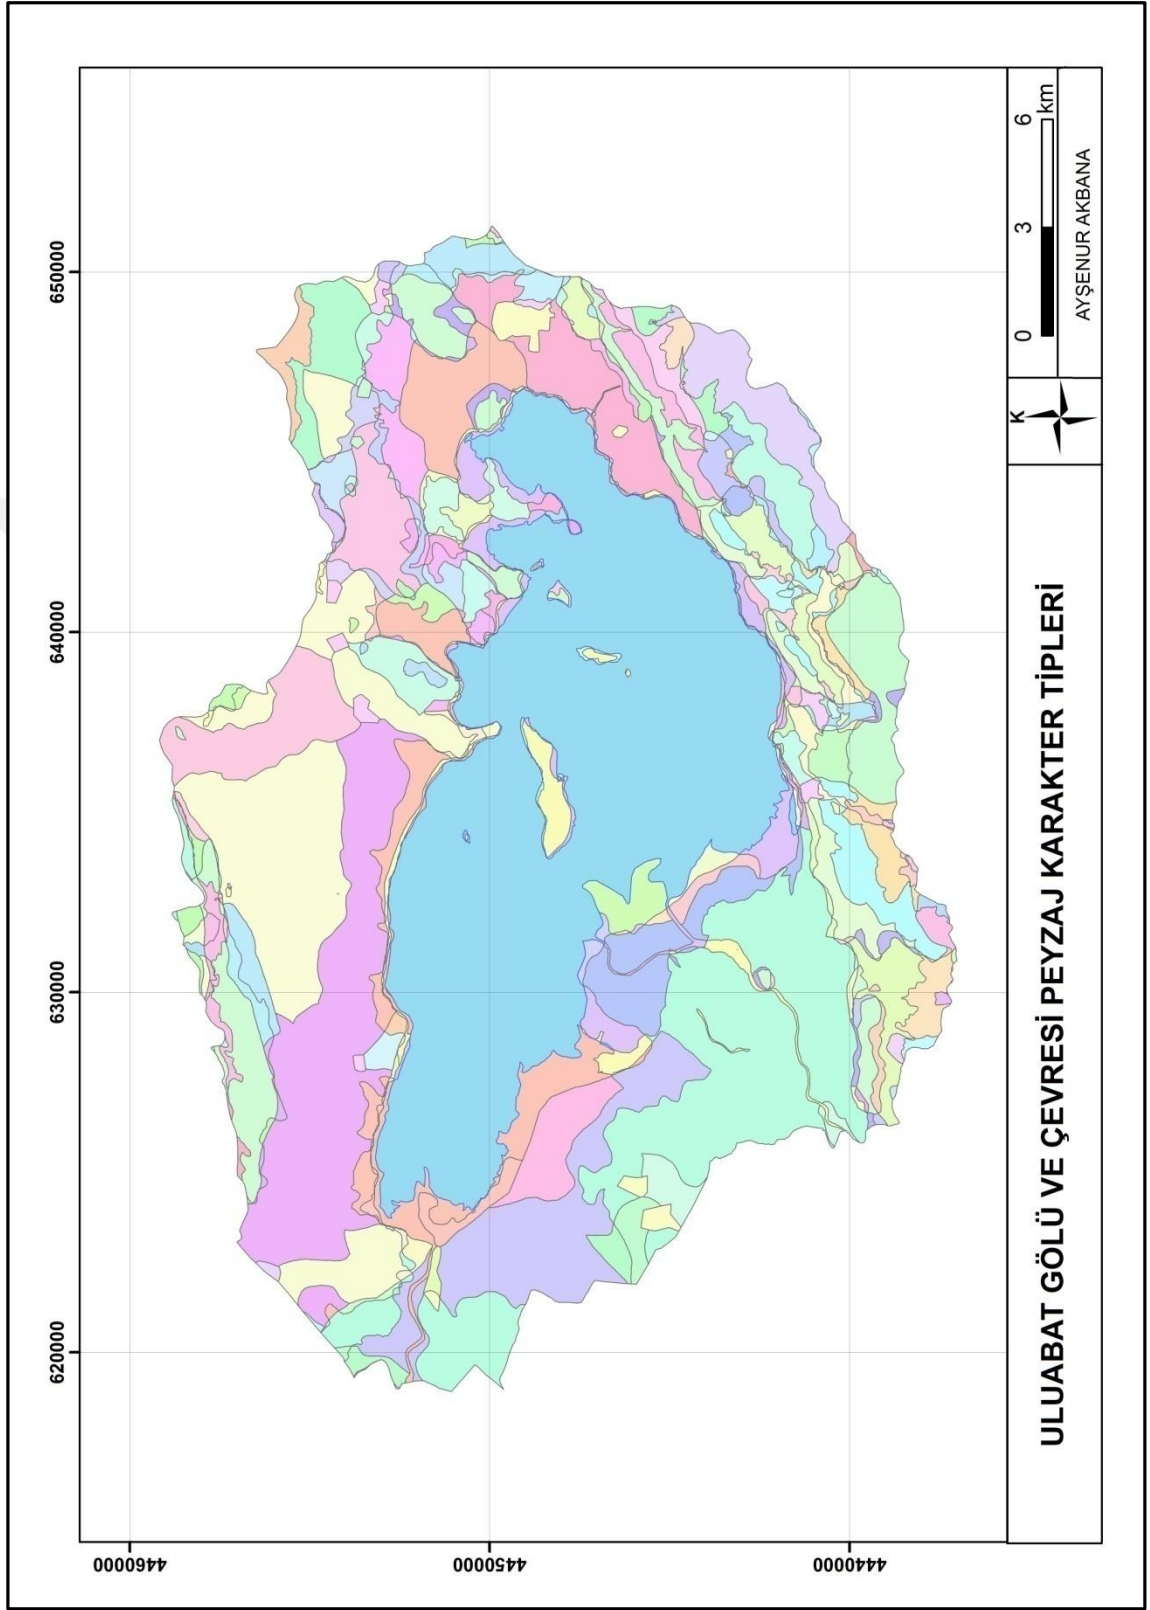 620000
630000
640000
650000
4460000
4450000
4440000
ULUABAT GÖLÜ VE ÇEVRESİ PEYZAJ KARAKTER TİPLERİ
K
0 3 6
km
AYŞENUR AKBANA